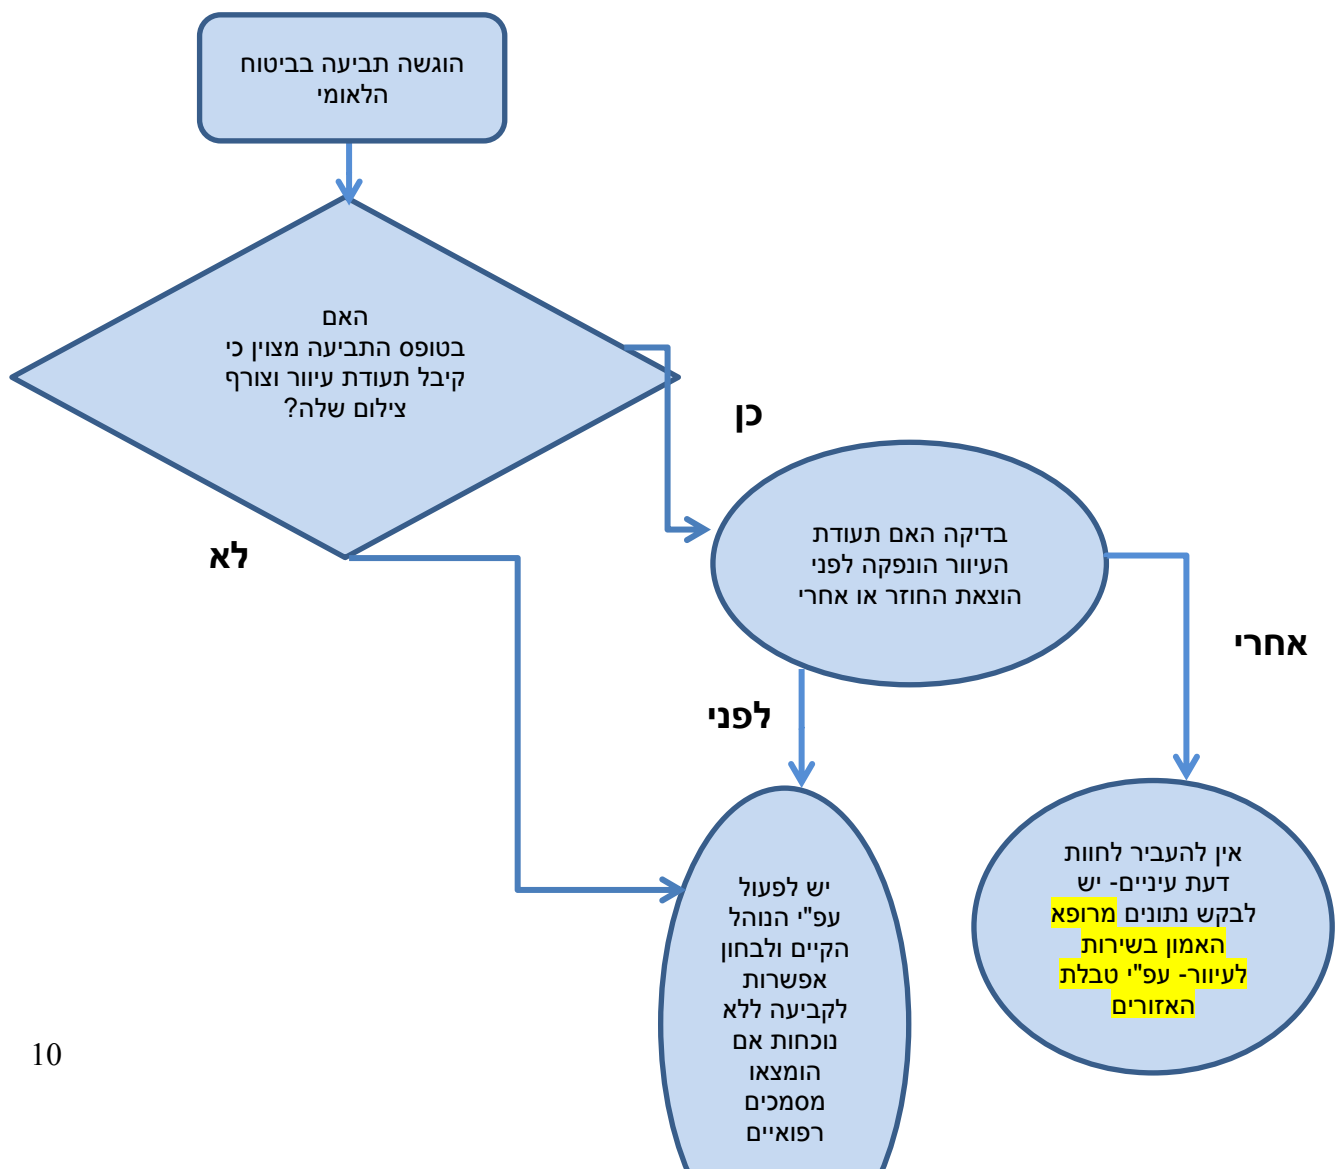 הוגשה תביעה בביטוח
הלאומי
האם
בטופס התביעה מצוין כי
קיבל תעודת עיוור וצורף
צילום שלה?
כן
לא
בדיקה האם תעודת
העיוור הונפקה לפני
הוצאת החוזר או אחרי
אחרי
לפני
אין להעביר לחוות
דעת עיניים- יש
לבקש נתונים מרופא
האמון בשירות
לעיוור- עפ"י טבלת
האזורים
יש לפעול
עפ"י הנוהל
הקיים ולבחון
אפשרות
לקביעה ללא
נוכחות אם
הומצאו
מסמכים
רפואיים
10